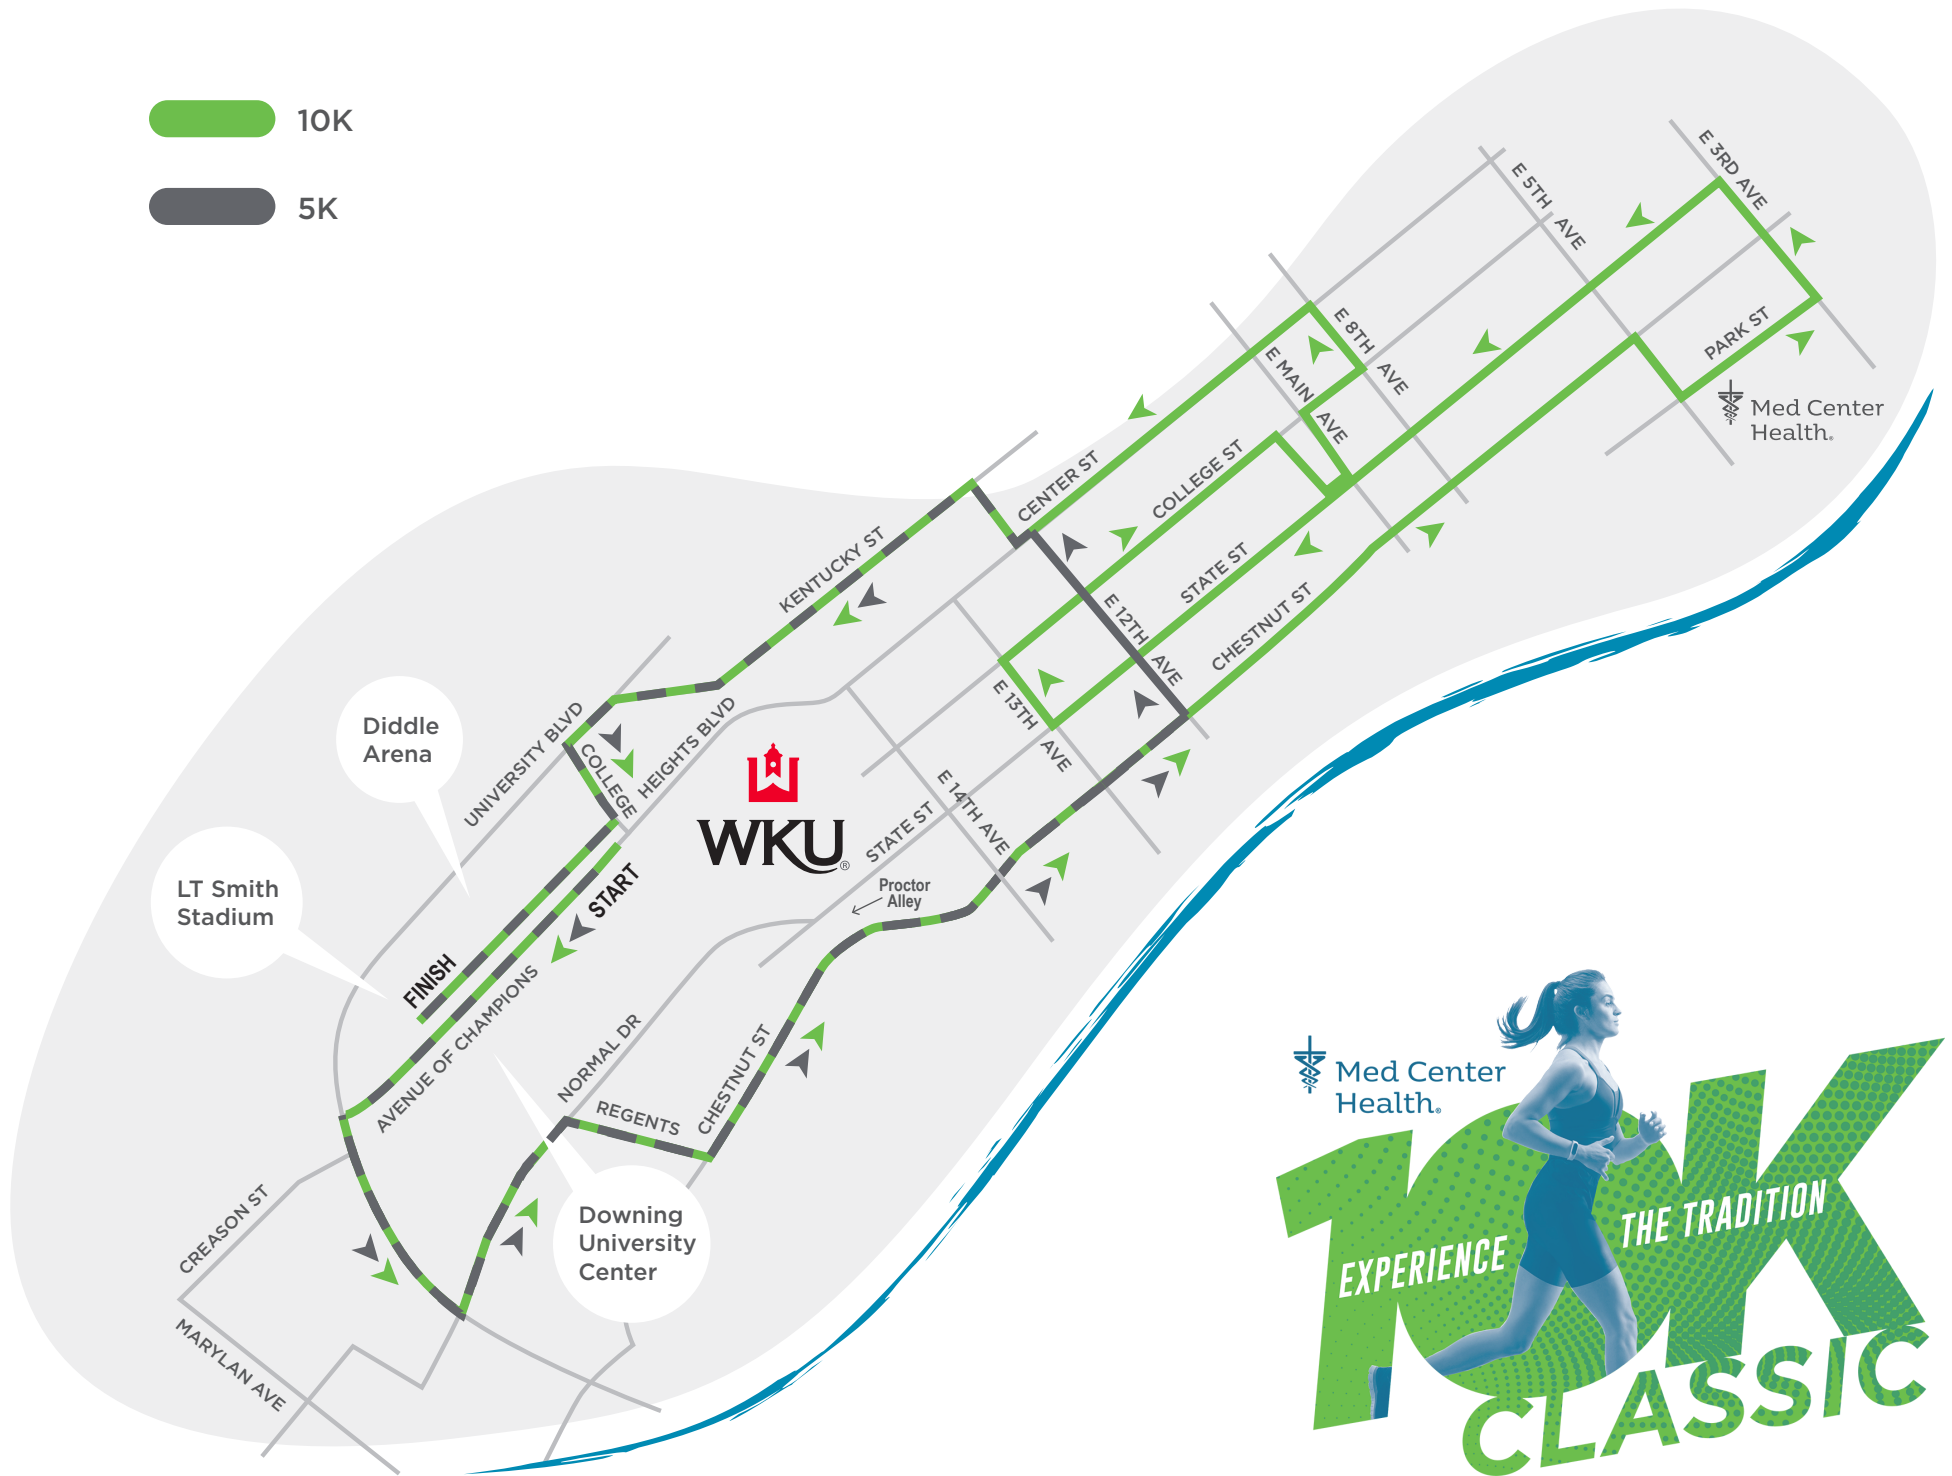 10K
5K
E 3RD AVE
E 5TH AVE
PARK ST
Med Center
Health®
E 8TH AVE
E MAIN AVE
CENTER ST
COLLEGE ST
STATE ST
CHESTNUT ST
E 12TH AVE
E 13TH AVE
KENTUCKY ST
UNIVERSITY BLVD
COLLEGE
HEIGHTS BLVD
Diddle
Arena
WKU®
STATE ST
E 14TH AVE
Proctor
Alley
LT Smith
Stadium
START
FINISH
AVENUE OF CHAMPIONS
NORMAL DR
REGENTS
CHESTNUT ST
Downing
University
Center
CREASON ST
MARYLAN AVE
Med Center
Health®
10K
EXPERIENCE THE TRADITION
CLASSIC